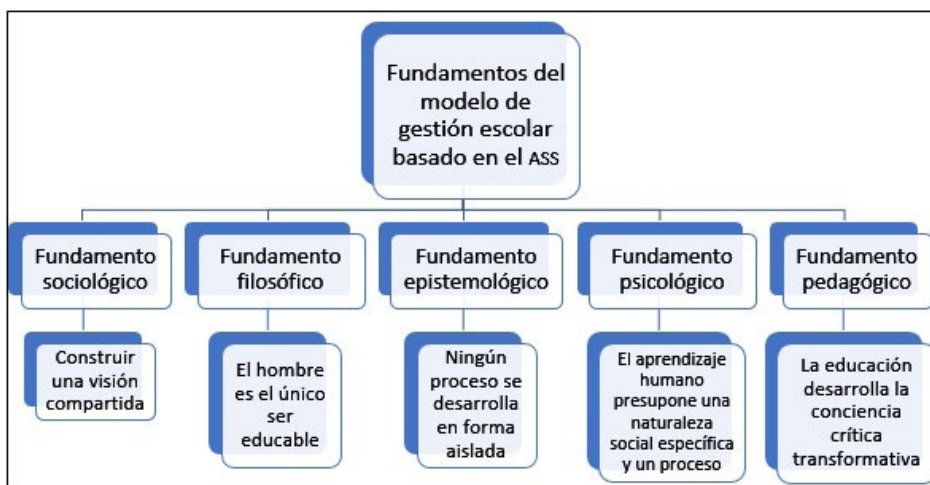 Fundamentos del
modelo de
gestión escolar
basado en el ASS
Fundamento
sociológico
Fundamento
filosófico
Fundamento
epistemológico
Fundamento
psicológico
Fundamento
pedagógico
Construir
una visión
compartida
El hombre
es el único
ser
educable
Ningún
proceso se
desarrolla
en forma
aislada
El aprendizaje
humano
presupone una
naturaleza
social específica
y un proceso
La educación
desarrolla la
conciencia
crítica
transformativa